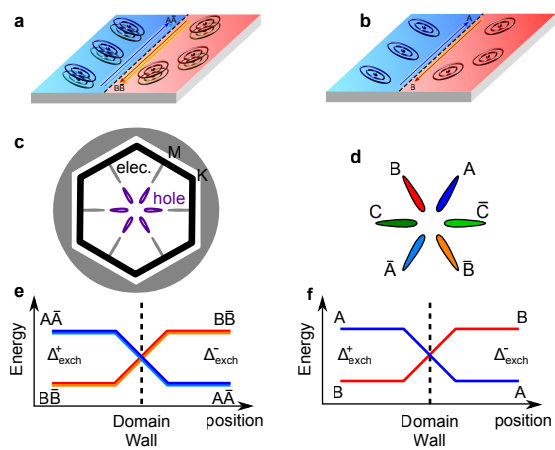 a
AĀ
BB̄
b
A
B
c
M
elec.
K
hole
d
B
A
C
C̄
Ā
B̄
e
Energy
AĀ
BB̄
Δ⁺exch
Δ⁻exch
BB̄
AĀ
Domain
Wall
position
f
Energy
A
B
Δ⁺exch
Δ⁻exch
B
A
Domain
Wall
position